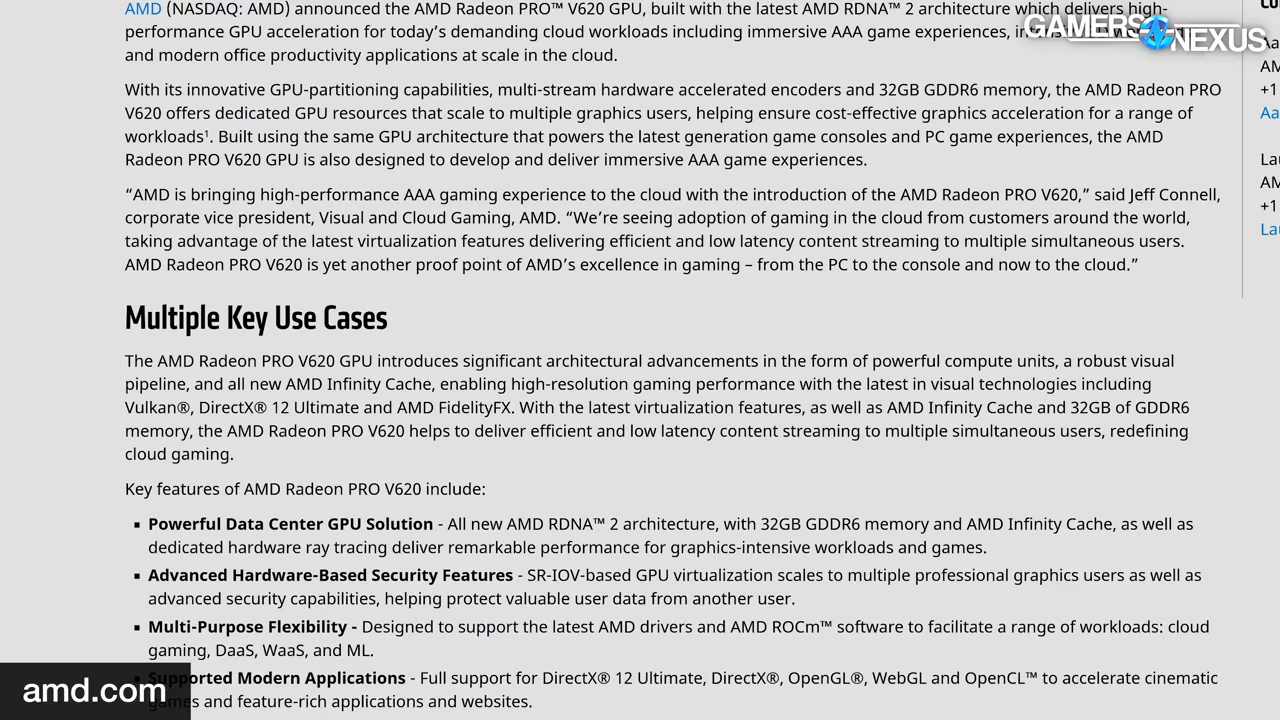 AMD (NASDAQ: AMD) announced the AMD Radeon PRO™ V620 GPU, built with the latest AMD RDNA™ 2 architecture which delivers high-
performance GPU acceleration for today’s demanding cloud workloads including immersive AAA game experiences,
GAMERS NEXUS
and modern office productivity applications at scale in the cloud.
With its innovative GPU-partitioning capabilities, multi-stream hardware accelerated encoders and 32GB GDDR6 memory, the AMD Radeon PRO
V620 offers dedicated GPU resources that scale to multiple graphics users, helping ensure cost-effective graphics acceleration for a range of
workloads¹. Built using the same GPU architecture that powers the latest generation game consoles and PC game experiences, the AMD
Radeon PRO V620 GPU is also designed to develop and deliver immersive AAA game experiences.
“AMD is bringing high-performance AAA gaming experience to the cloud with the introduction of the AMD Radeon PRO V620,” said Jeff Connell,
corporate vice president, Visual and Cloud Gaming, AMD. “We’re seeing adoption of gaming in the cloud from customers around the world,
taking advantage of the latest virtualization features delivering efficient and low latency content streaming to multiple simultaneous users.
AMD Radeon PRO V620 is yet another proof point of AMD’s excellence in gaming – from the PC to the console and now to the cloud.”
Multiple Key Use Cases
The AMD Radeon PRO V620 GPU introduces significant architectural advancements in the form of powerful compute units, a robust visual
pipeline, and all new AMD Infinity Cache, enabling high-resolution gaming performance with the latest in visual technologies including
Vulkan®, DirectX® 12 Ultimate and AMD FidelityFX. With the latest virtualization features, as well as AMD Infinity Cache and 32GB of GDDR6
memory, the AMD Radeon PRO V620 helps to deliver efficient and low latency content streaming to multiple simultaneous users, redefining
cloud gaming.
Key features of AMD Radeon PRO V620 include:
▪ Powerful Data Center GPU Solution - All new AMD RDNA™ 2 architecture, with 32GB GDDR6 memory and AMD Infinity Cache, as well as
dedicated hardware ray tracing deliver remarkable performance for graphics-intensive workloads and games.
▪ Advanced Hardware-Based Security Features - SR-IOV-based GPU virtualization scales to multiple professional graphics users as well as
advanced security capabilities, helping protect valuable user data from another user.
▪ Multi-Purpose Flexibility - Designed to support the latest AMD drivers and AMD ROCm™ software to facilitate a range of workloads: cloud
gaming, DaaS, WaaS, and ML.
Supported Modern Applications - Full support for DirectX® 12 Ultimate, DirectX®, OpenGL®, WebGL and OpenCL™ to accelerate cinematic
games and feature-rich applications and websites.
amd.com
AM
+1
Aa
Lau
AM
+1
Lau